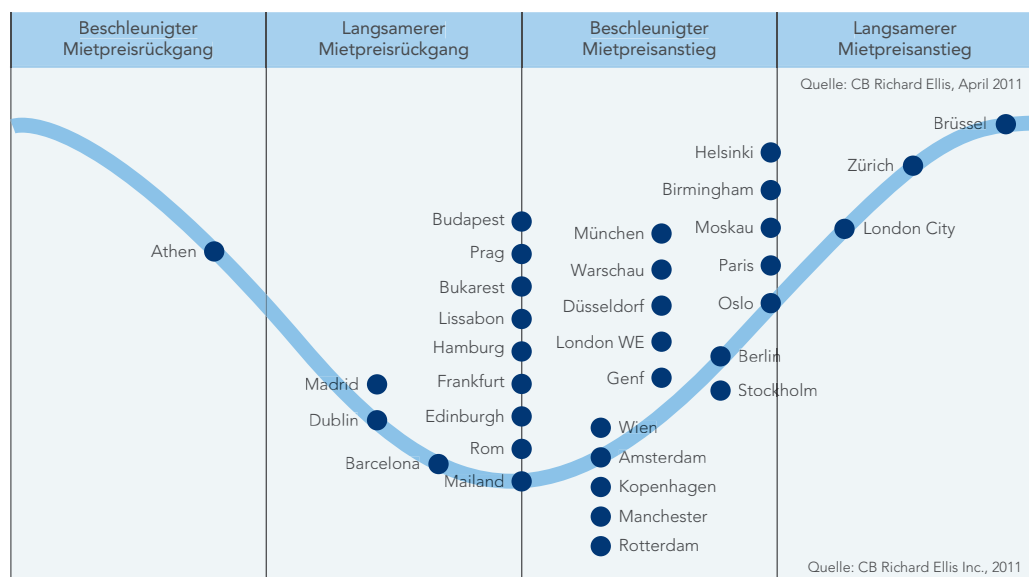 Beschleunigter
Mietpreisrückgang
Langsamerer
Mietpreisrückgang
Beschleunigter
Mietpreisanstieg
Langsamerer
Mietpreisanstieg
Quelle: CB Richard Ellis, April 2011
Brüssel
Helsinki
Zürich
Birmingham
Budapest
München
Moskau
London City
Athen
Prag
Warschau
Paris
Bukarest
Düsseldorf
Oslo
Lissabon
London WE
Hamburg
Berlin
Madrid
Frankfurt
Genf
Stockholm
Dublin
Edinburgh
Wien
Rom
Barcelona
Amsterdam
Mailand
Kopenhagen
Manchester
Rotterdam
Quelle: CB Richard Ellis Inc., 2011